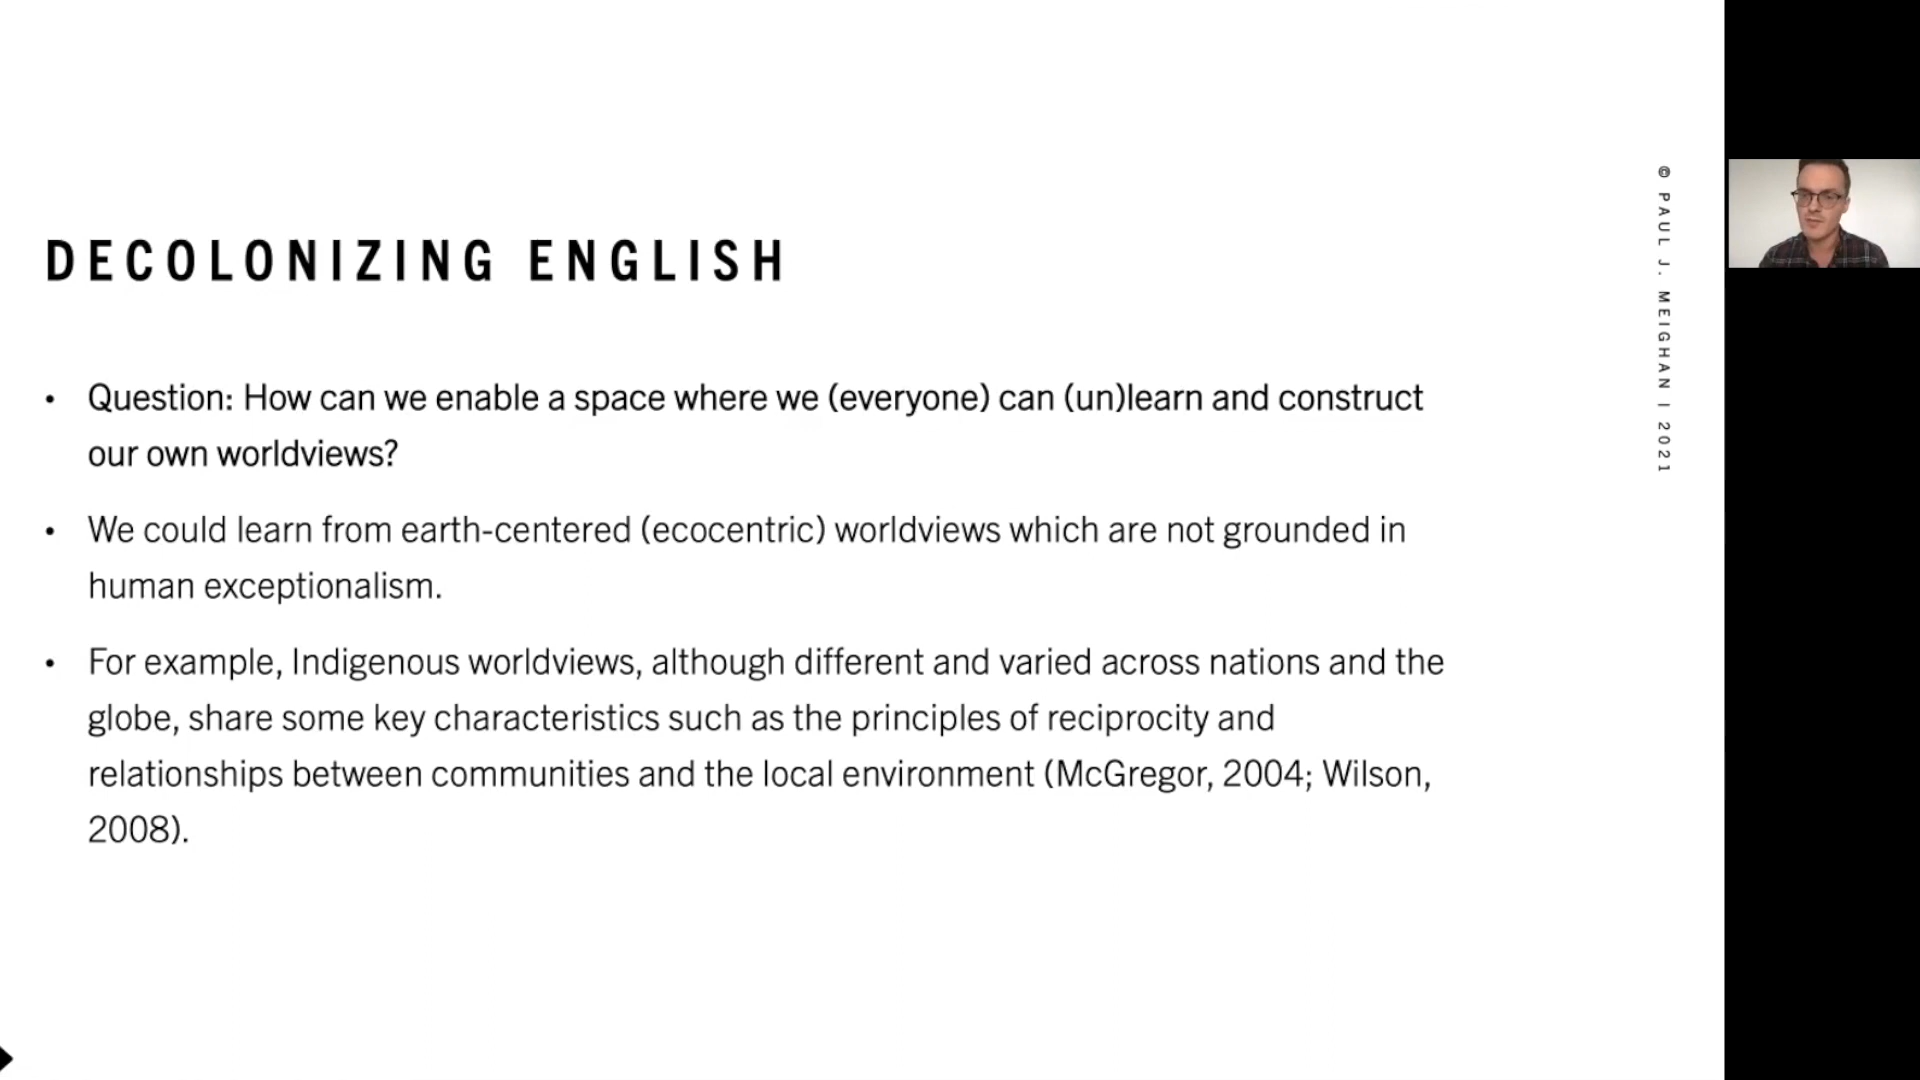 DECOLONIZING ENGLISH
• Question: How can we enable a space where we (everyone) can (un)learn and construct
our own worldviews?
• We could learn from earth-centered (ecocentric) worldviews which are not grounded in
human exceptionalism.
• For example, Indigenous worldviews, although different and varied across nations and the
globe, share some key characteristics such as the principles of reciprocity and
relationships between communities and the local environment (McGregor, 2004; Wilson,
2008).
© PAUL J. MEIGHAN | 2021